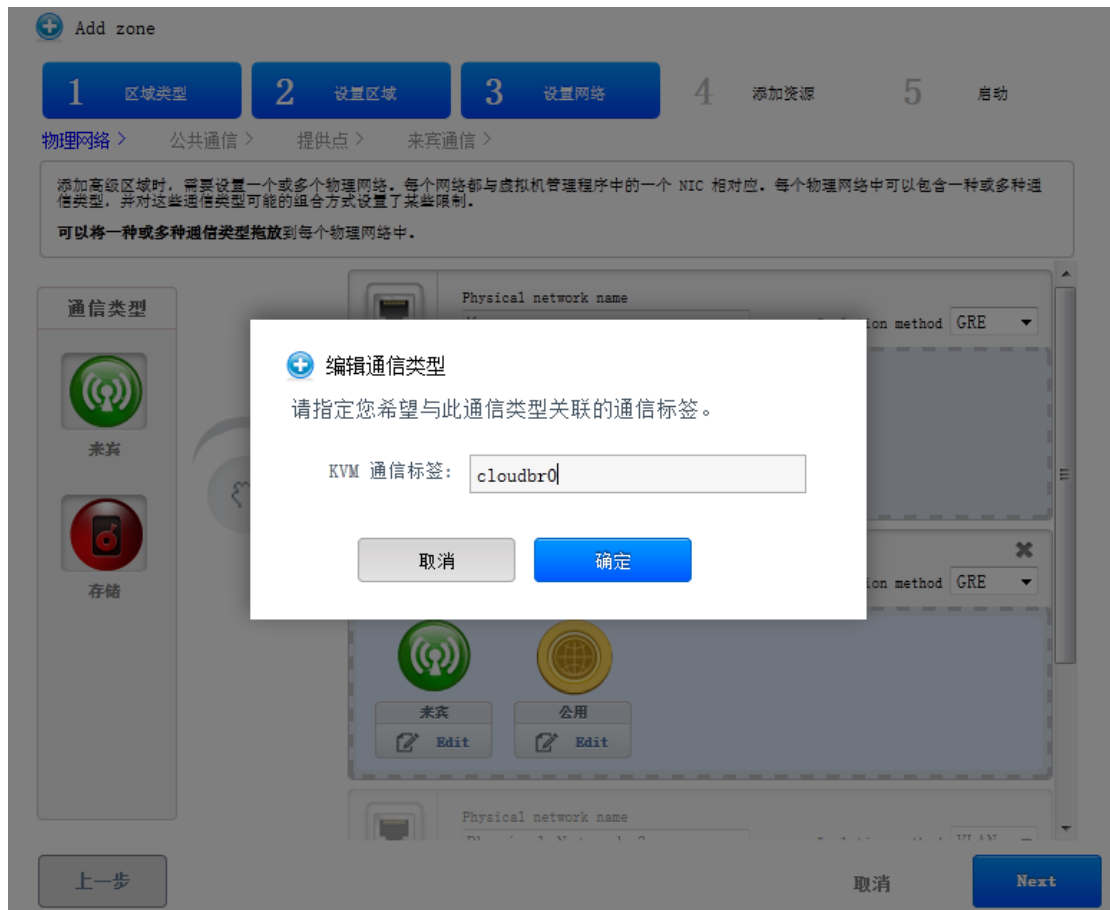 Add zone
1 区域类型
2 设置区域
3 设置网络
4 添加资源
5 启动
物理网络 > 公共通信 > 提供点 > 来宾通信 >
添加高级区域时，需要设置一个或多个物理网络。每个网络都与虚拟机管理程序中的一个 NIC 相对应。每个物理网络中可以包含一种或多种通
信类型，并对这些通信类型可能的组合方式设置了某些限制。
可以将一种或多种通信类型拖放到每个物理网络中。
通信类型
来宾
存储
Physical network name
ion method GRE
编辑通信类型
请指定您希望与此通信类型关联的通信标签。
KVM 通信标签: cloudbr0
取消 确定
ion method GRE
来宾 公用
Edit Edit
Physical network name
上一步 取消 Next